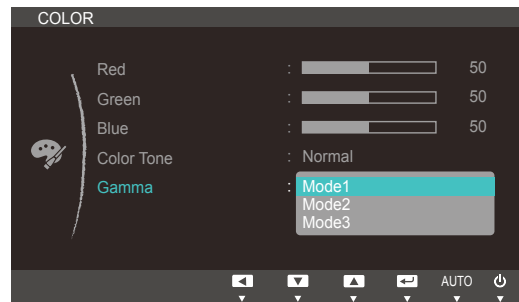 COLOR
Red : 50
Green : 50
Blue : 50
Color Tone : Normal
Gamma : Mode1
Mode2
Mode3
AUTO